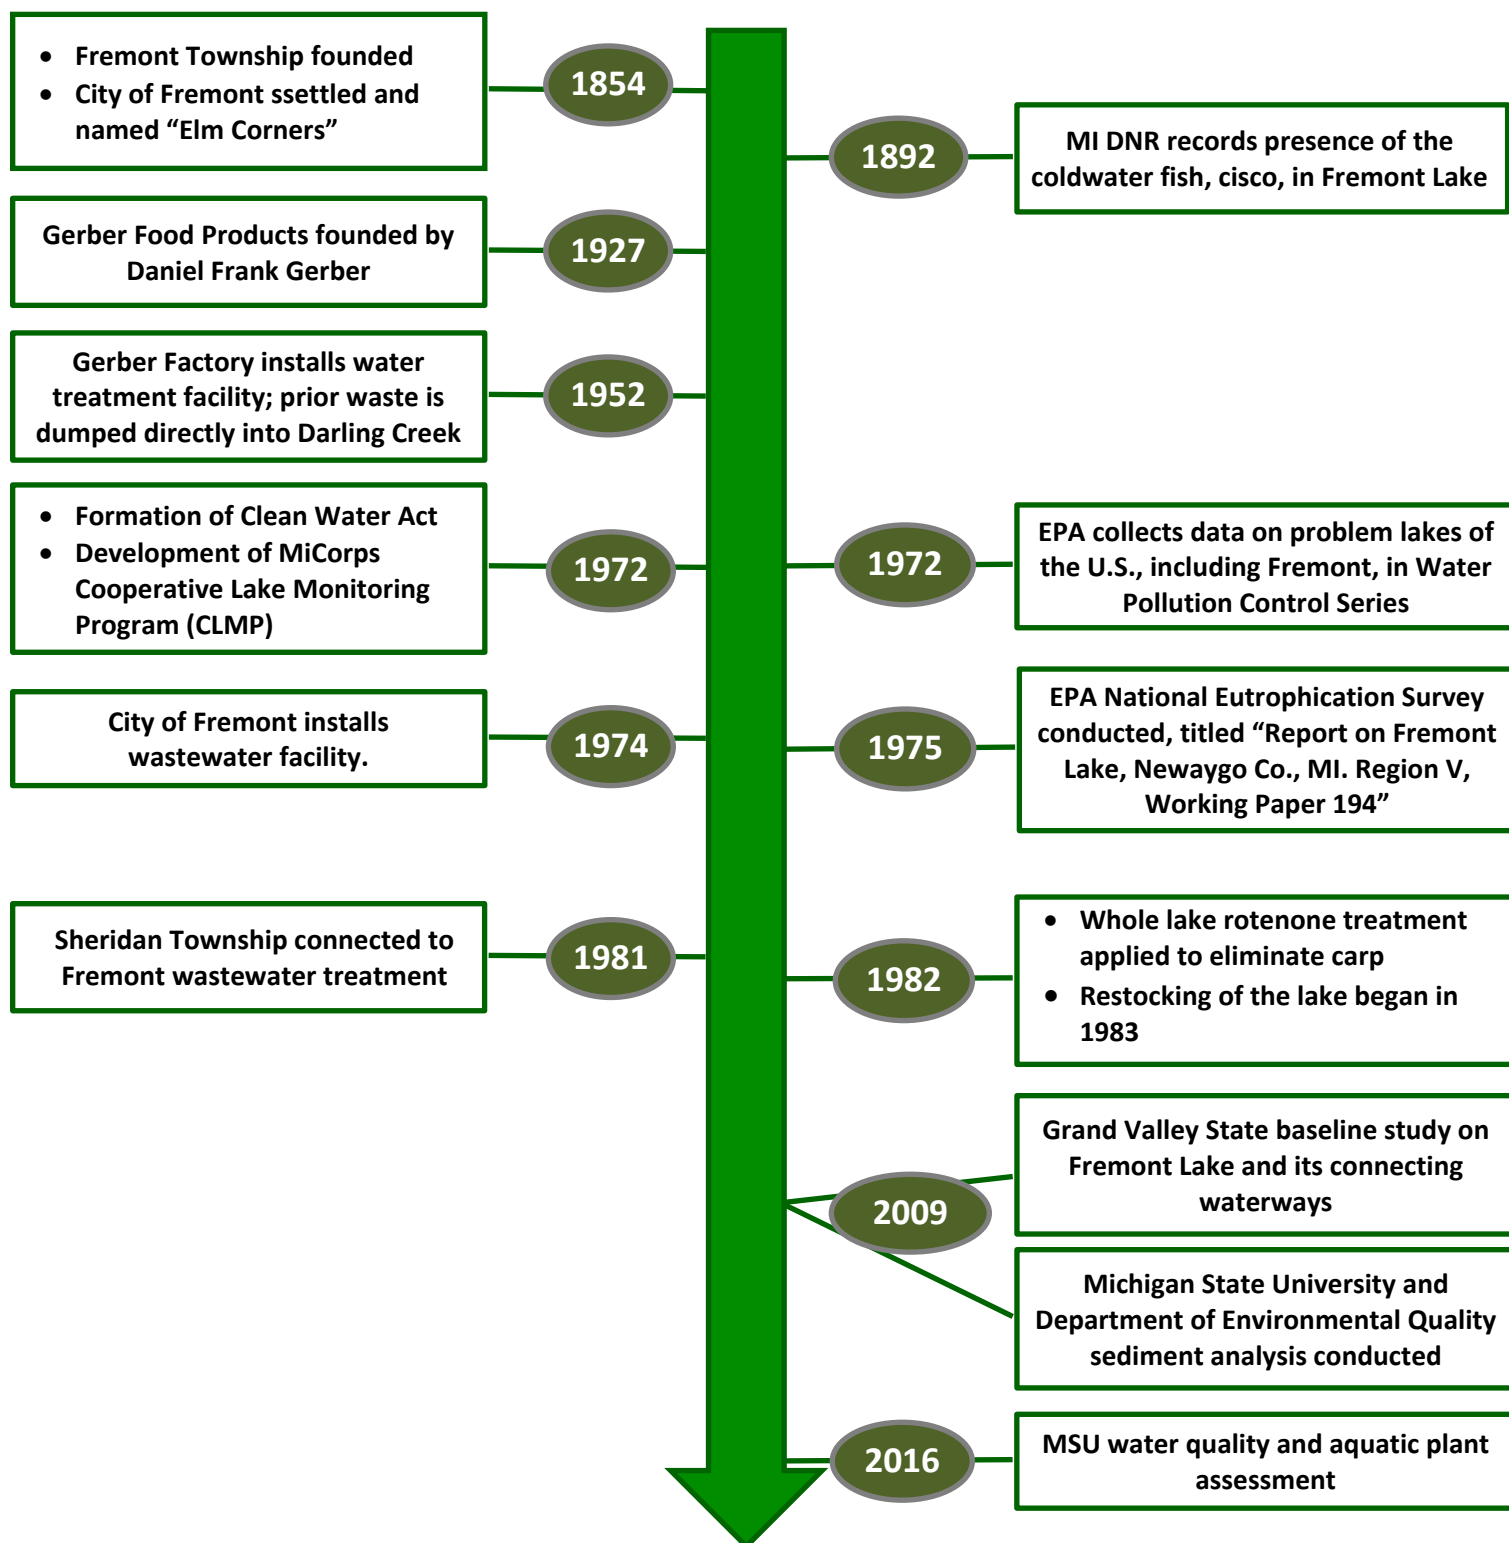 • Fremont Township founded
• City of Fremont ssettled and
named “Elm Corners”
1854
1892
MI DNR records presence of the
coldwater fish, cisco, in Fremont Lake
Gerber Food Products founded by
Daniel Frank Gerber
1927
Gerber Factory installs water
treatment facility; prior waste is
dumped directly into Darling Creek
1952
• Formation of Clean Water Act
• Development of MiCorps
Cooperative Lake Monitoring
Program (CLMP)
1972
1972
EPA collects data on problem lakes of
the U.S., including Fremont, in Water
Pollution Control Series
City of Fremont installs
wastewater facility.
1974
1975
EPA National Eutrophication Survey
conducted, titled “Report on Fremont
Lake, Newaygo Co., MI. Region V,
Working Paper 194”
Sheridan Township connected to
Fremont wastewater treatment
1981
1982
• Whole lake rotenone treatment
applied to eliminate carp
• Restocking of the lake began in
1983
2009
Grand Valley State baseline study on
Fremont Lake and its connecting
waterways
Michigan State University and
Department of Environmental Quality
sediment analysis conducted
2016
MSU water quality and aquatic plant
assessment